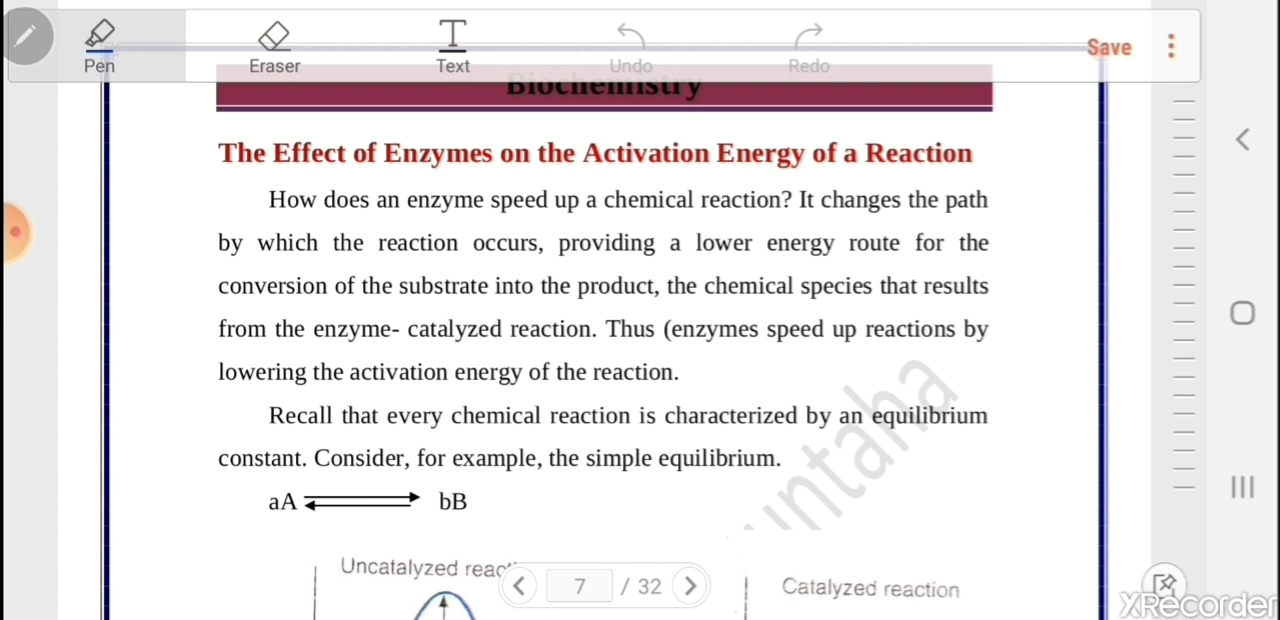 Pen
Eraser
Text
Undo
Redo
Save
Biochemistry
The Effect of Enzymes on the Activation Energy of a Reaction
How does an enzyme speed up a chemical reaction? It changes the path
by which the reaction occurs, providing a lower energy route for the
conversion of the substrate into the product, the chemical species that results
from the enzyme- catalyzed reaction. Thus (enzymes speed up reactions by
lowering the activation energy of the reaction.
Recall that every chemical reaction is characterized by an equilibrium
constant. Consider, for example, the simple equilibrium.
aA bB
Uncatalyzed
Catalyzed reaction
7 / 32
XRecorder